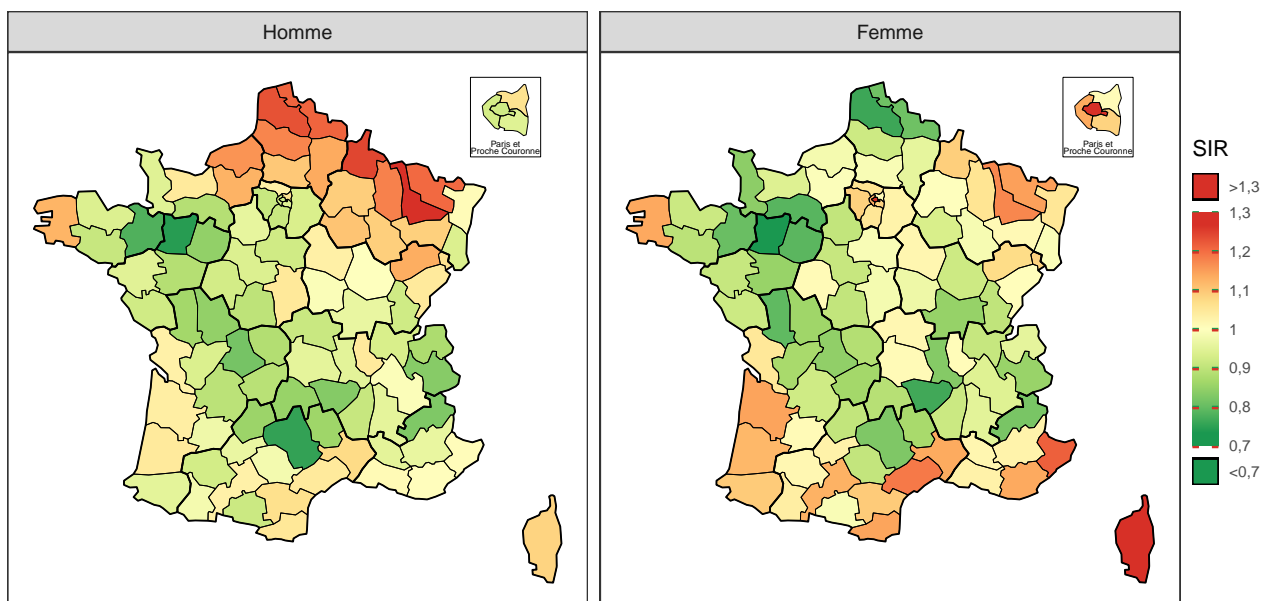 Homme
Femme
Paris et
Proche Couronne
Paris et
Proche Couronne
SIR
>1,3
1,3
1,2
1,1
1
0,9
0,8
0,7
<0,7